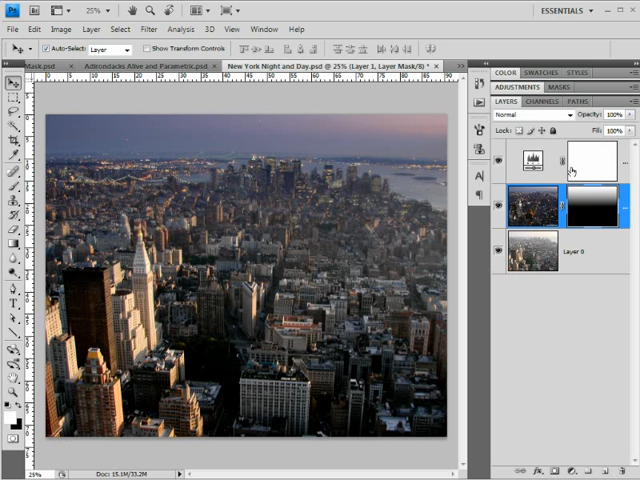 Ps
Br
25%
ESSENTIALS
File Edit Image Layer Select Filter Analysis 3D View Window Help
Auto-Select: Layer Show Transform Controls
Mask.psd × Adirondacks Alive and Parametric.psd × New York Night and Day.psd @ 25% (Layer 1, Layer Mask/8) * ×
COLOR SWATCHES STYLES
ADJUSTMENTS MASKS
LAYERS CHANNELS PATHS
Normal Opacity: 100%
Lock: Fill: 100%
...
Layer 0
25% Doc: 15.1M/33.2M